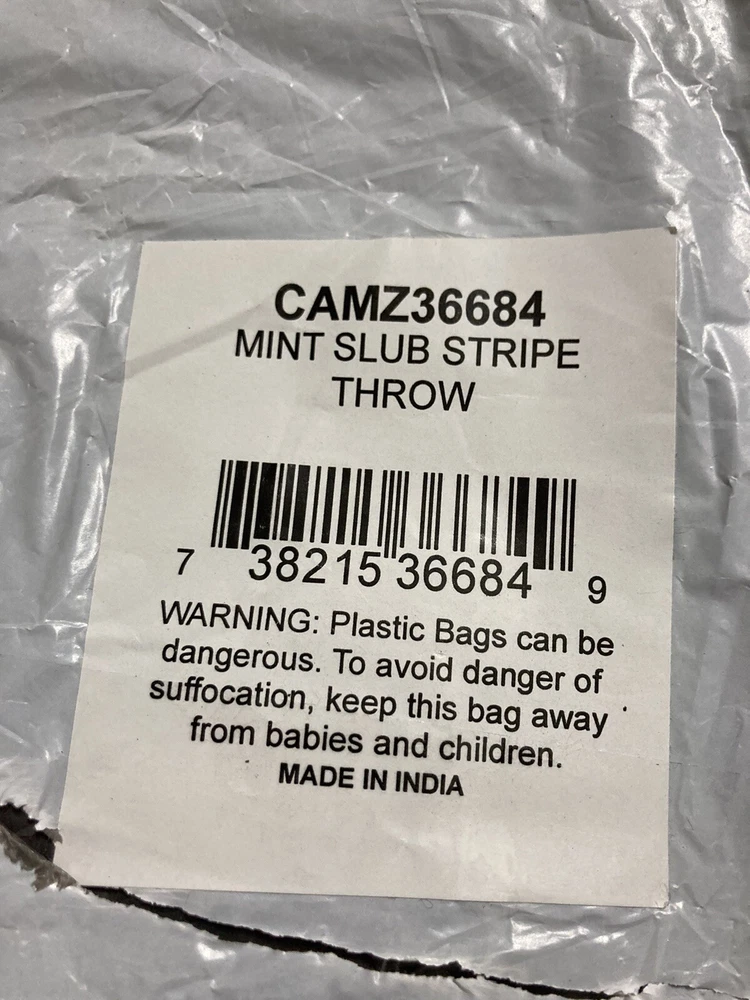 CAMZ36684
MINT SLUB STRIPE
THROW
7 38215 36684 9
WARNING: Plastic Bags can be
dangerous. To avoid danger of
suffocation, keep this bag away
from babies and children.
MADE IN INDIA